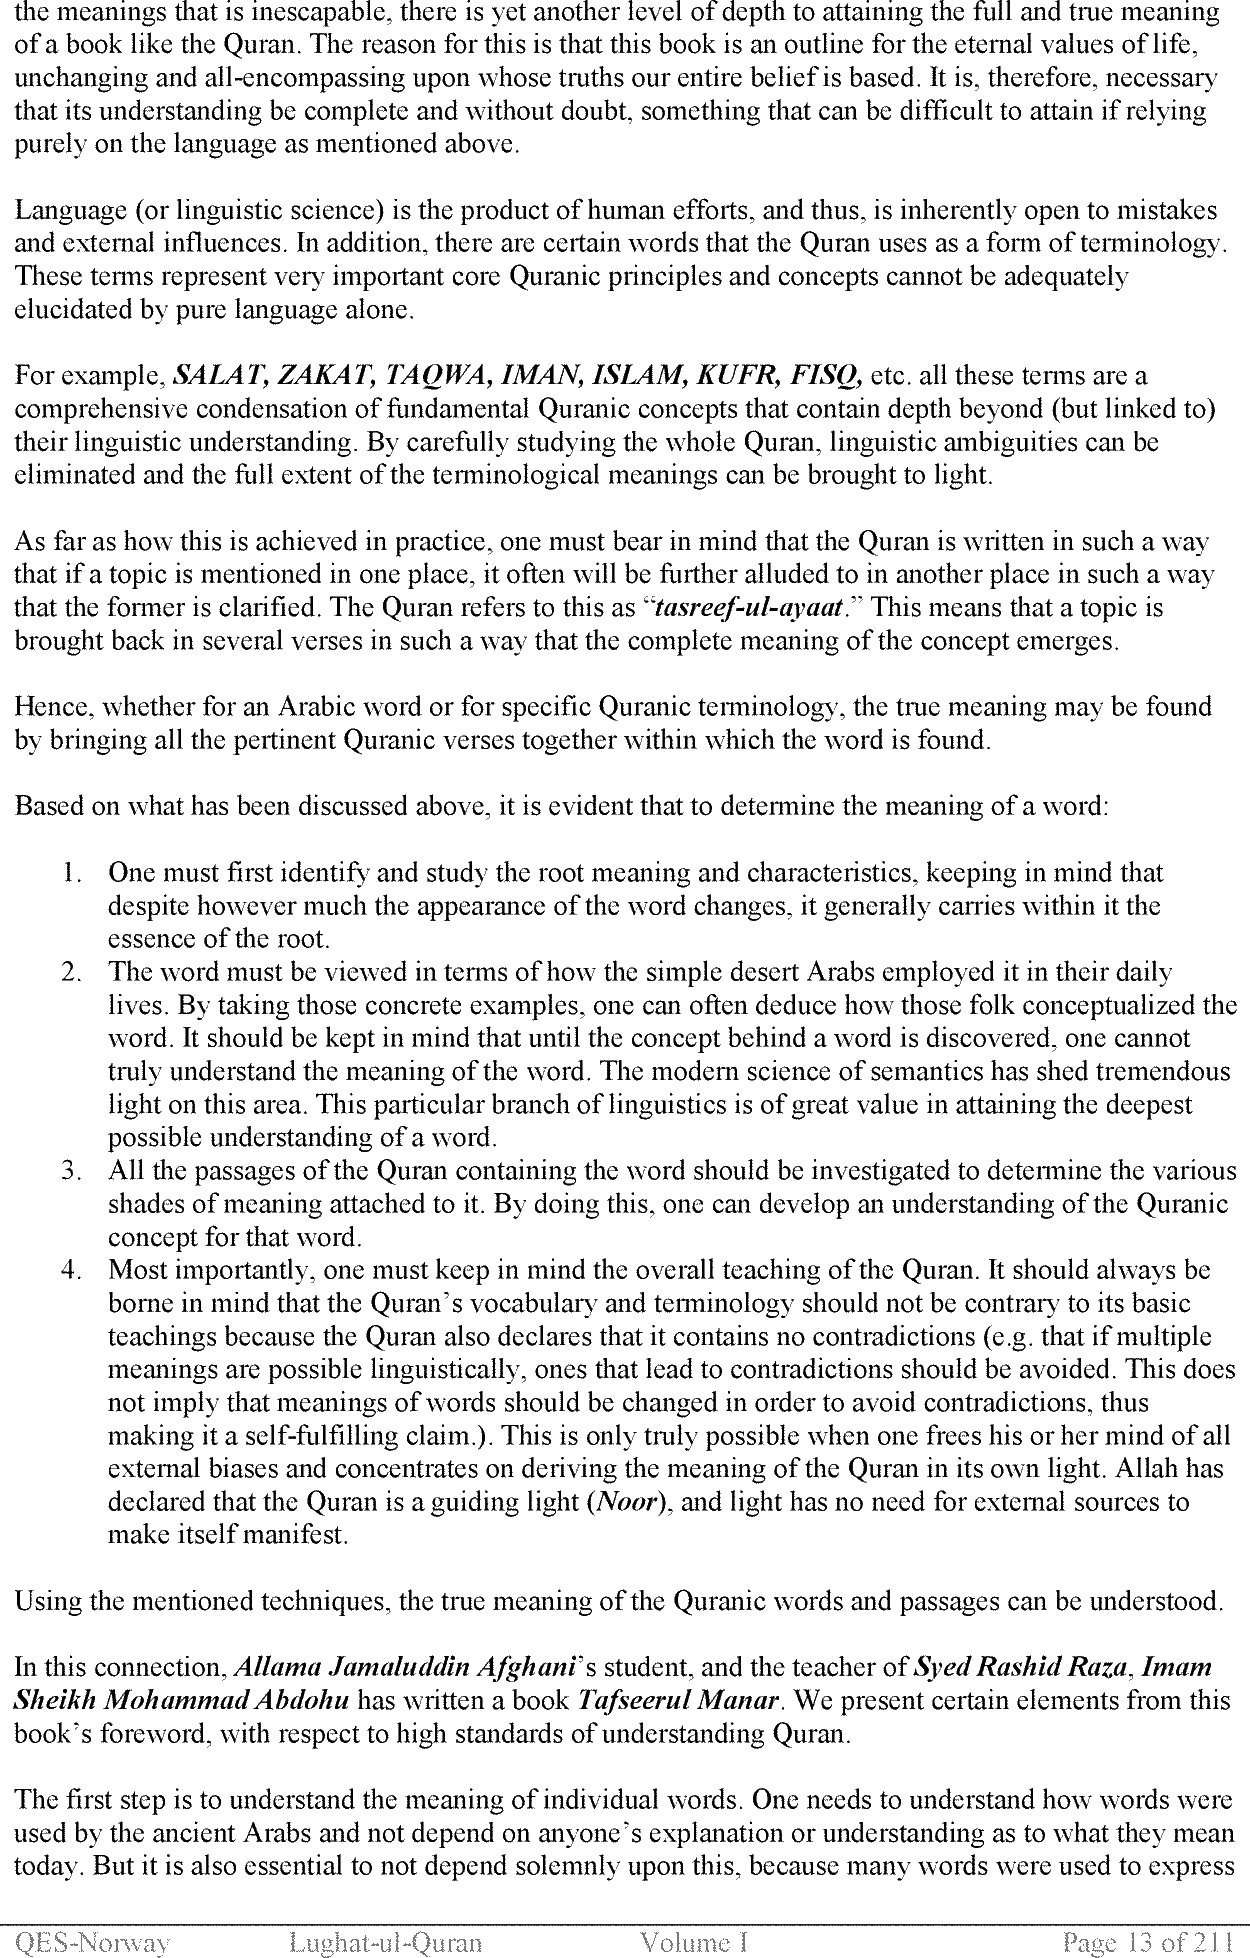 the meanings that is inescapable, there is yet another level of depth to attaining the full and true meaning
of a book like the Quran. The reason for this is that this book is an outline for the eternal values of life,
unchanging and all-encompassing upon whose truths our entire belief is based. It is, therefore, necessary
that its understanding be complete and without doubt, something that can be difficult to attain if relying
purely on the language as mentioned above.
Language (or linguistic science) is the product of human efforts, and thus, is inherently open to mistakes
and external influences. In addition, there are certain words that the Quran uses as a form of terminology.
These terms represent very important core Quranic principles and concepts cannot be adequately
elucidated by pure language alone.
For example, SALAT, ZAKAT, TAQWA, IMAN, ISLAM, KUFR, FISQ, etc. all these terms are a
comprehensive condensation of fundamental Quranic concepts that contain depth beyond (but linked to)
their linguistic understanding. By carefully studying the whole Quran, linguistic ambiguities can be
eliminated and the full extent of the terminological meanings can be brought to light.
As far as how this is achieved in practice, one must bear in mind that the Quran is written in such a way
that if a topic is mentioned in one place, it often will be further alluded to in another place in such a way
that the former is clarified. The Quran refers to this as “tasreef-ul-ayaat.” This means that a topic is
brought back in several verses in such a way that the complete meaning of the concept emerges.
Hence, whether for an Arabic word or for specific Quranic terminology, the true meaning may be found
by bringing all the pertinent Quranic verses together within which the word is found.
Based on what has been discussed above, it is evident that to determine the meaning of a word:
1. One must first identify and study the root meaning and characteristics, keeping in mind that
despite however much the appearance of the word changes, it generally carries within it the
essence of the root.
2. The word must be viewed in terms of how the simple desert Arabs employed it in their daily
lives. By taking those concrete examples, one can often deduce how those folk conceptualized the
word. It should be kept in mind that until the concept behind a word is discovered, one cannot
truly understand the meaning of the word. The modern science of semantics has shed tremendous
light on this area. This particular branch of linguistics is of great value in attaining the deepest
possible understanding of a word.
3. All the passages of the Quran containing the word should be investigated to determine the various
shades of meaning attached to it. By doing this, one can develop an understanding of the Quranic
concept for that word.
4. Most importantly, one must keep in mind the overall teaching of the Quran. It should always be
borne in mind that the Quran’s vocabulary and terminology should not be contrary to its basic
teachings because the Quran also declares that it contains no contradictions (e.g. that if multiple
meanings are possible linguistically, ones that lead to contradictions should be avoided. This does
not imply that meanings of words should be changed in order to avoid contradictions, thus
making it a self-fulfilling claim.). This is only truly possible when one frees his or her mind of all
external biases and concentrates on deriving the meaning of the Quran in its own light. Allah has
declared that the Quran is a guiding light (Noor), and light has no need for external sources to
make itself manifest.
Using the mentioned techniques, the true meaning of the Quranic words and passages can be understood.
In this connection, Allama Jamaluddin Afghani’s student, and the teacher of Syed Rashid Raza, Imam
Sheikh Mohammad Abdohu has written a book Tafseerul Manar. We present certain elements from this
book’s foreword, with respect to high standards of understanding Quran.
The first step is to understand the meaning of individual words. One needs to understand how words were
used by the ancient Arabs and not depend on anyone’s explanation or understanding as to what they mean
today. But it is also essential to not depend solemnly upon this, because many words were used to express
QES-Norway Lughat-ul-Quran Volume I Page 13 of 211